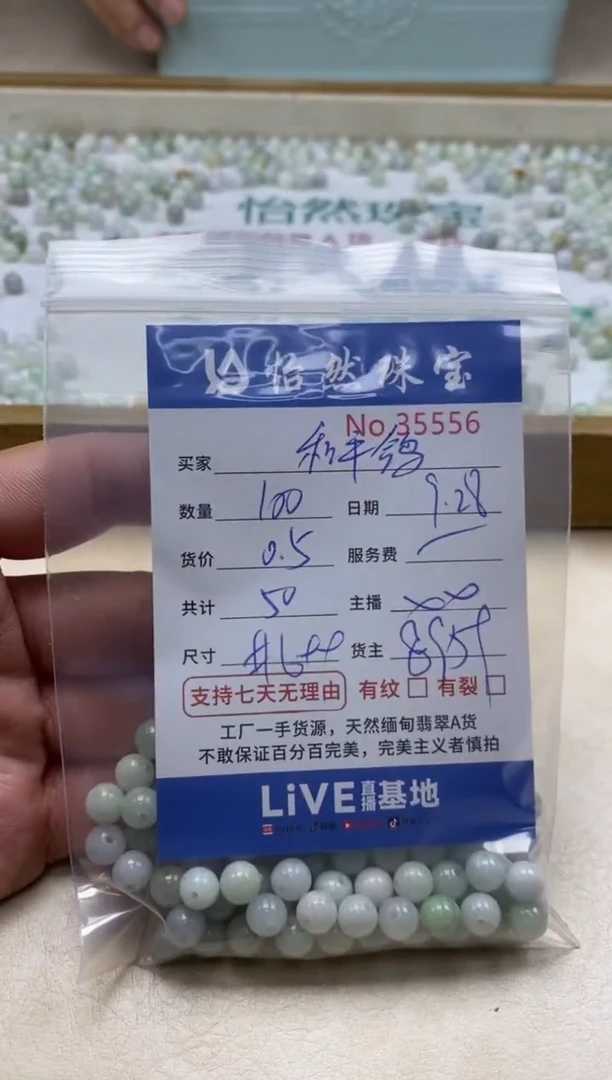 怡然珠宝
怡然珠宝
No 35556
买家 和平鸽
数量 100 日期 9.28
货价 0.5 服务费
共计 50 主播
尺寸 货主
支持七天无理由 有纹 □ 有裂 □
工厂一手货源，天然缅甸翡翠A货
不敢保证百分百完美，完美主义者慎拍
LiVE 直播 基地